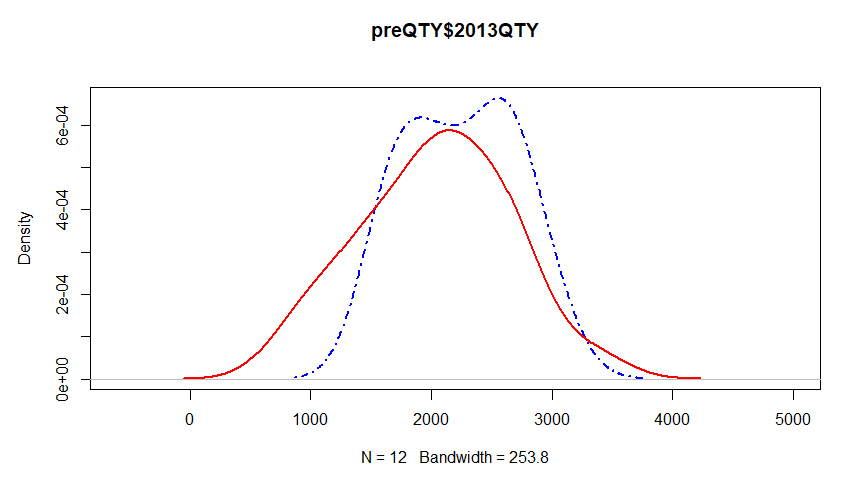 preQTY$2013QTY
Density
0e+00
2e-04
4e-04
6e-04
0
1000
2000
3000
4000
5000
N = 12 Bandwidth = 253.8